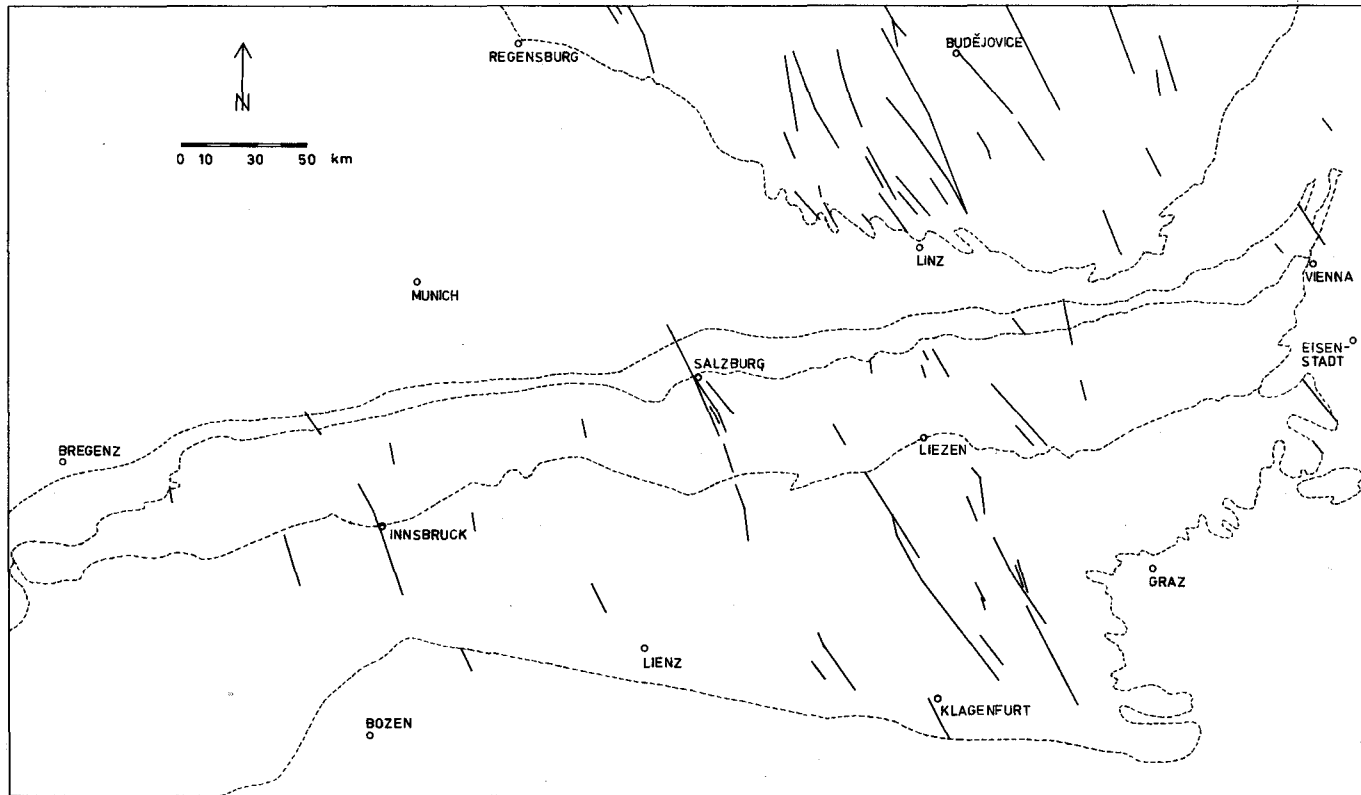 REGENSBURG
BUDĚJOVICE
N
0 10 30 50 km
LINZ
MUNICH
VIENNA
SALZBURG
EISEN-
STADT
BREGENZ
LIEZEN
INNSBRUCK
GRAZ
LIENZ
KLAGENFURT
BOZEN